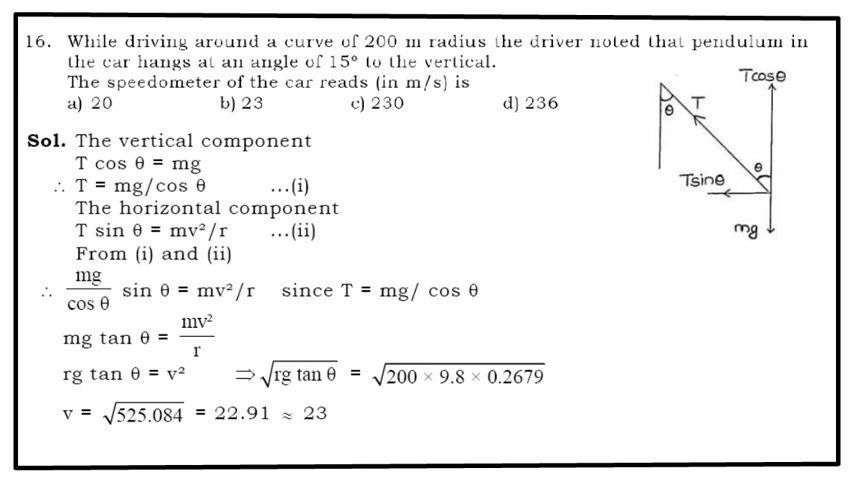 16. While driving around a curve of 200 m radius the driver noted that pendulum in
the car hangs at an angle of 15° to the vertical.
The speedometer of the car reads (in m/s) is
a) 20 b) 23 c) 230 d) 236
Sol. The vertical component
T cos θ = mg
∴ T = mg/cos θ ...(i)
The horizontal component
T sin θ = mv²/r ...(ii)
From (i) and (ii)
∴ mg/cos θ sin θ = mv²/r since T = mg/ cos θ
mg tan θ = mv²/r
rg tan θ = v² ⇒ √rg tan θ = √200 × 9.8 × 0.2679
v = √525.084 = 22.91 ≈ 23
Tcosθ
θ T
θ
Tsinθ
mg